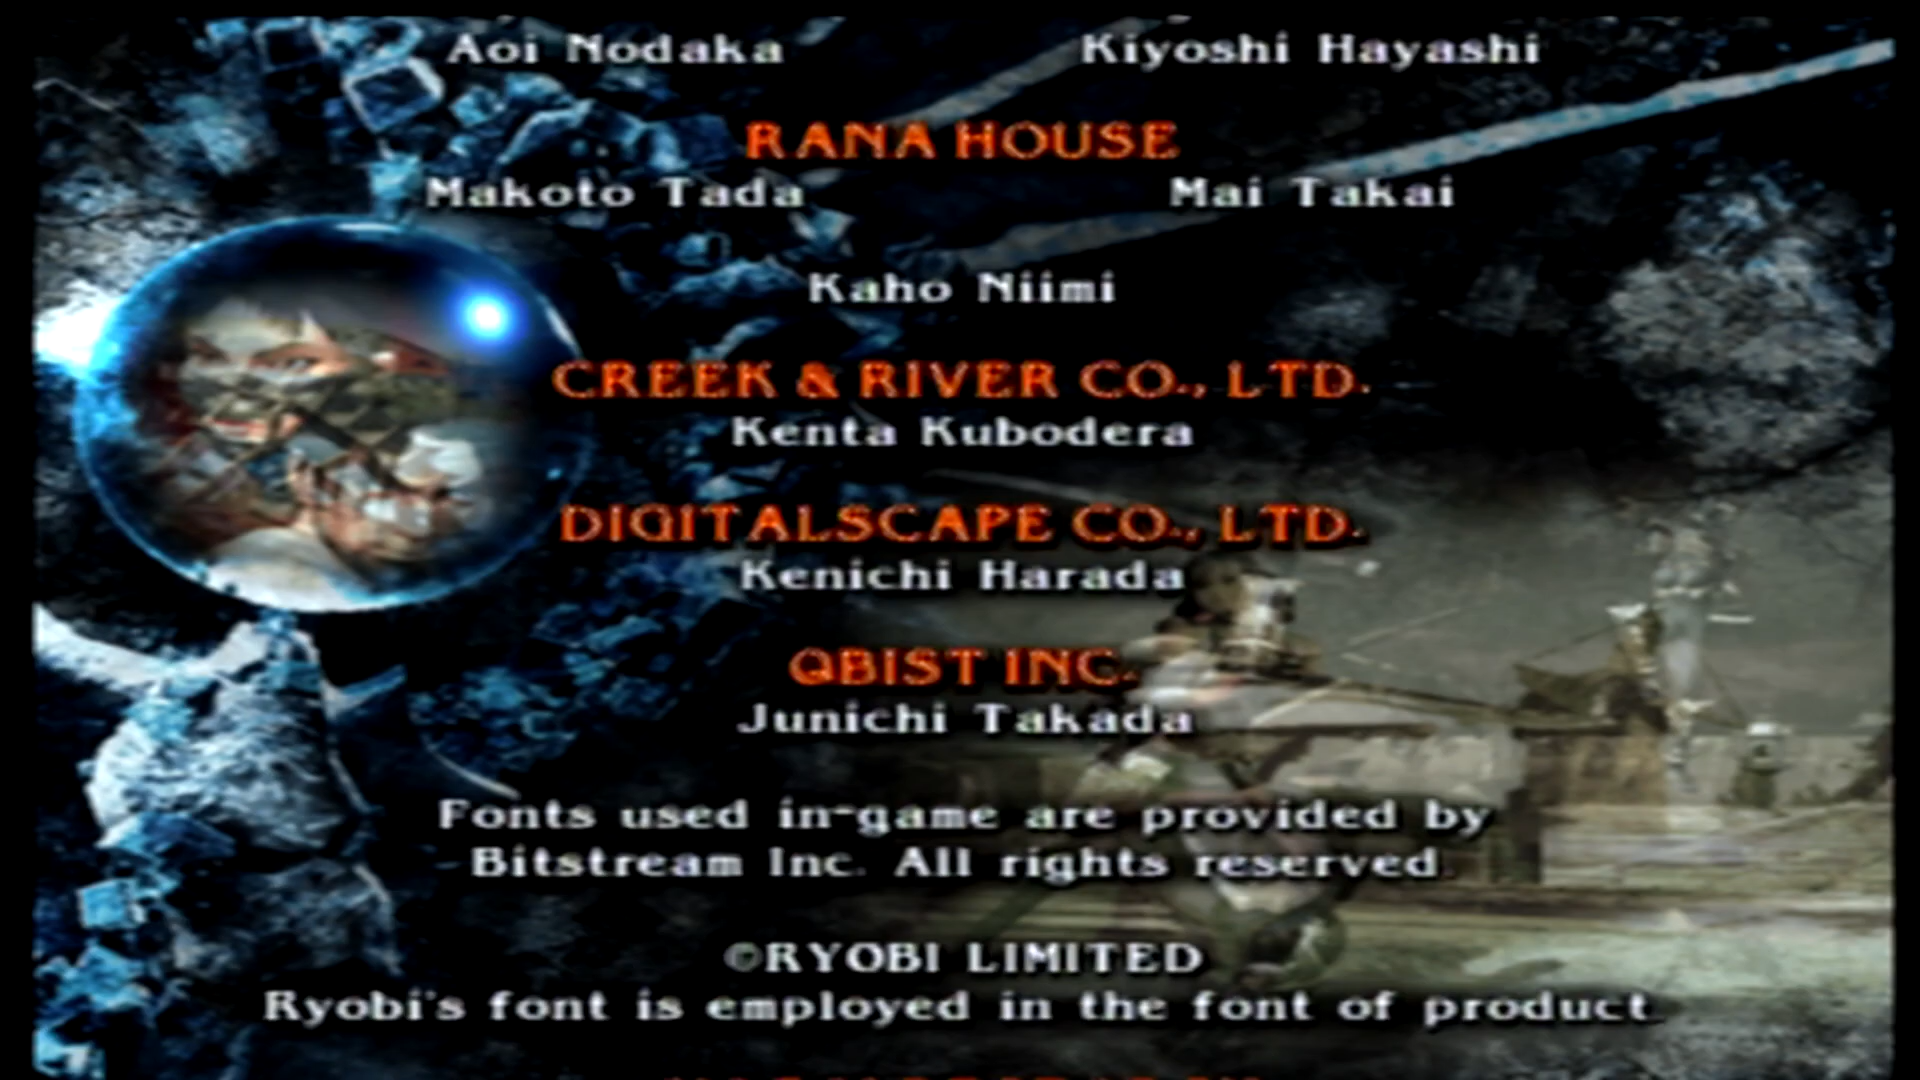 Aoi Nodaka Kiyoshi Hayashi
RANA HOUSE
Makoto Tada Mai Takai
Kaho Niimi
CREEK & RIVER CO., LTD.
Kenta Kubodera
DIGITALSCAPE CO., LTD.
Kenichi Harada
QBIST INC.
Junichi Takada
Fonts used in-game are provided by
Bitstream Inc. All rights reserved.
©RYOBI LIMITED
Ryobi's font is employed in the font of product